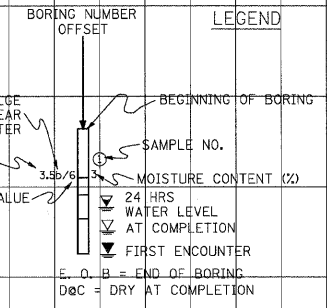 BORING NUMBER
OFFSET
LEGEND
BEGINNING OF BORING
SAMPLE NO.
1
3.5b/6
3
MOISTURE CONTENT (%)
24 HRS
WATER LEVEL
AT COMPLETION
FIRST ENCOUNTER
E. O. B = END OF BORING
DØC = DRY AT COMPLETION